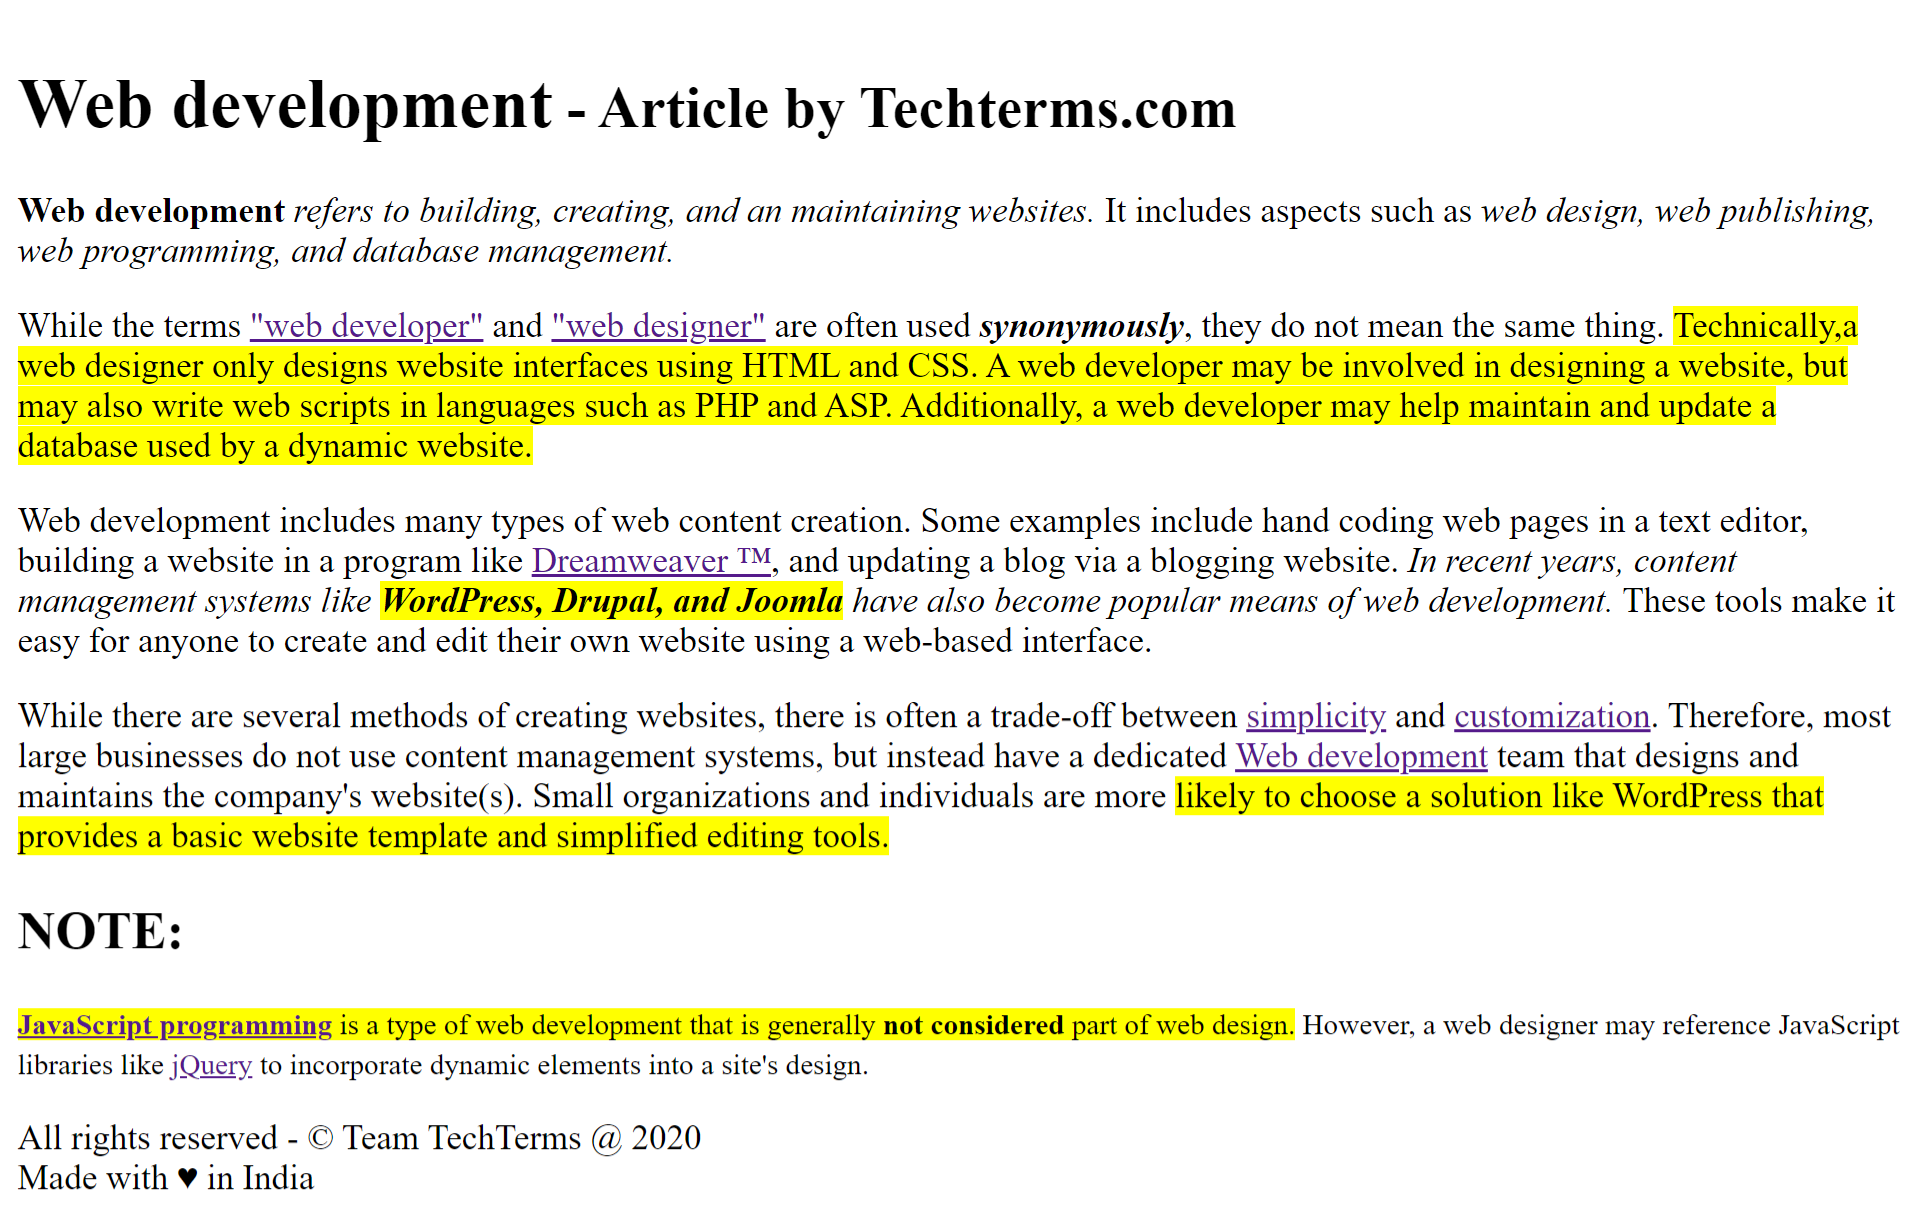 Web development - Article by Techterms.com
Web development refers to building, creating, and an maintaining websites. It includes aspects such as web design, web publishing,
web programming, and database management.
While the terms "web developer" and "web designer" are often used synonymously, they do not mean the same thing. Technically,a
web designer only designs website interfaces using HTML and CSS. A web developer may be involved in designing a website, but
may also write web scripts in languages such as PHP and ASP. Additionally, a web developer may help maintain and update a
database used by a dynamic website.
Web development includes many types of web content creation. Some examples include hand coding web pages in a text editor,
building a website in a program like Dreamweaver ™, and updating a blog via a blogging website. In recent years, content
management systems like WordPress, Drupal, and Joomla have also become popular means of web development. These tools make it
easy for anyone to create and edit their own website using a web-based interface.
While there are several methods of creating websites, there is often a trade-off between simplicity and customization. Therefore, most
large businesses do not use content management systems, but instead have a dedicated Web development team that designs and
maintains the company's website(s). Small organizations and individuals are more likely to choose a solution like WordPress that
provides a basic website template and simplified editing tools.
NOTE:
JavaScript programming is a type of web development that is generally not considered part of web design. However, a web designer may reference JavaScript
libraries like jQuery to incorporate dynamic elements into a site's design.
All rights reserved - © Team TechTerms @ 2020
Made with ♥ in India